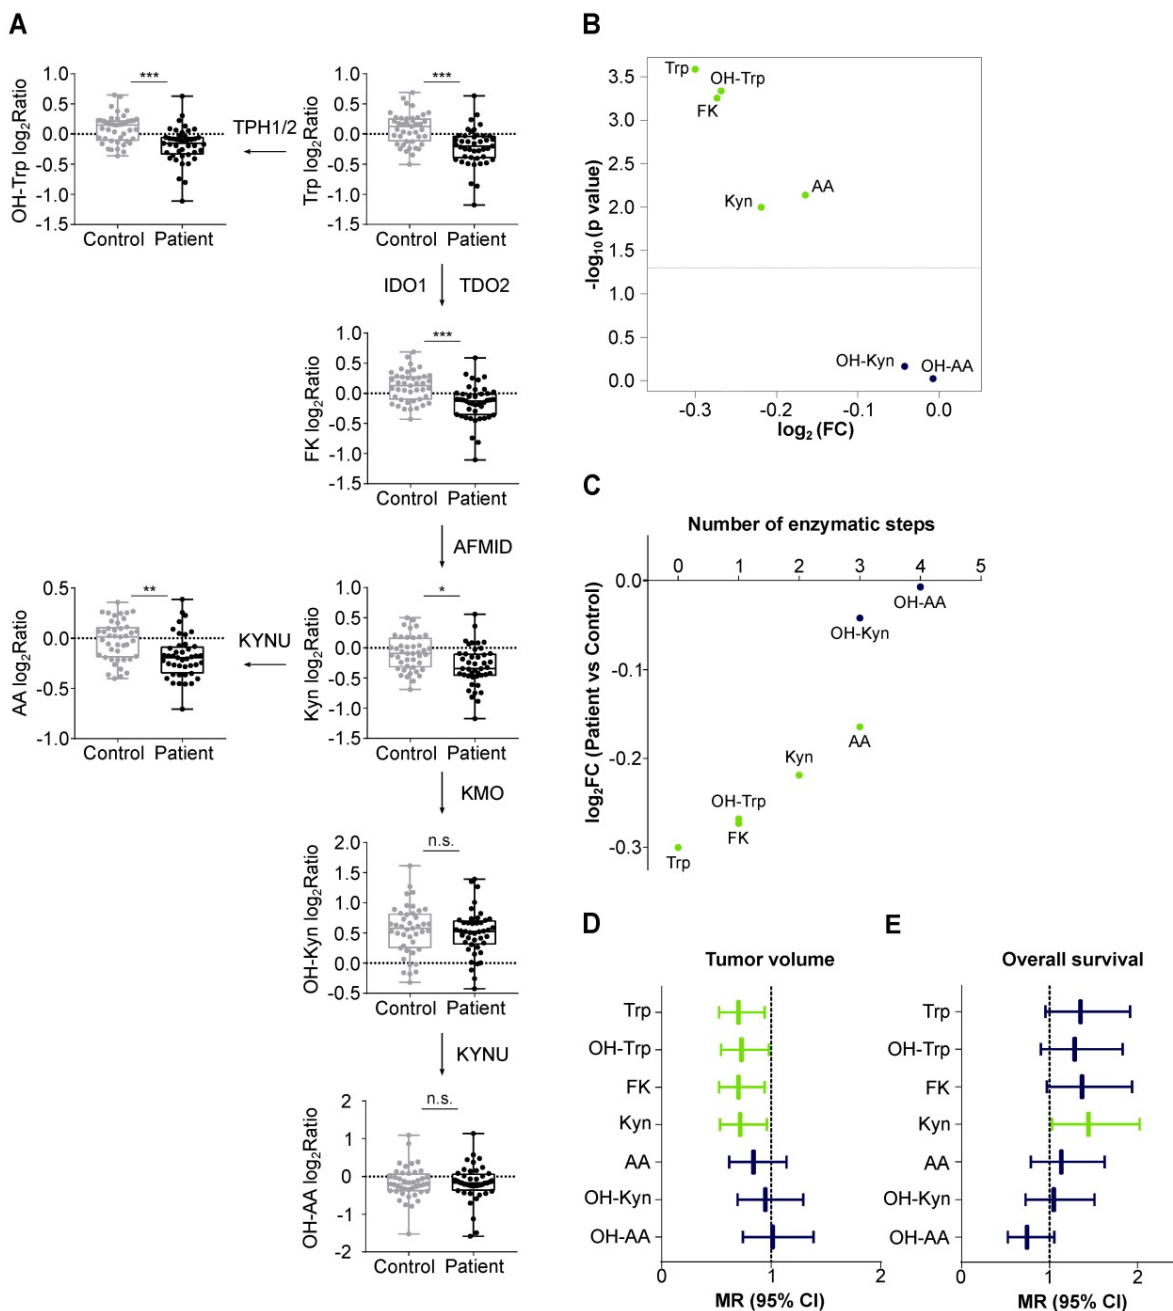 A
OH-Trp log₂Ratio
1.0
0.5
0.0
-0.5
-1.0
-1.5
***
Control Patient
TPH1/2
Trp log₂Ratio
1.0
0.5
0.0
-0.5
-1.0
-1.5
***
Control Patient
IDO1 TDO2
FK log₂Ratio
1.0
0.5
0.0
-0.5
-1.0
-1.5
***
Control Patient
AFMID
AA log₂Ratio
0.5
0.0
-0.5
-1.0
**
Control Patient
KYNU
Kyn log₂Ratio
1.0
0.5
0.0
-0.5
-1.0
-1.5
*
Control Patient
KMO
OH-Kyn log₂Ratio
2.0
1.5
1.0
0.5
0.0
-0.5
n.s.
Control Patient
KYNU
OH-AA log₂Ratio
2
1
0
-1
-2
n.s.
Control Patient
B
-log₁₀ (p value)
3.5
3.0
2.5
2.0
1.5
1.0
0.5
0.0
Trp
OH-Trp
FK
AA
Kyn
OH-Kyn
OH-AA
-0.3 -0.2 -0.1 0.0
log₂ (FC)
C
Number of enzymatic steps
0 1 2 3 4 5
log₂FC (Patient vs Control)
0.0
-0.1
-0.2
-0.3
OH-AA
OH-Kyn
AA
Kyn
OH-Trp
FK
Trp
D
Tumor volume
Trp
OH-Trp
FK
Kyn
AA
OH-Kyn
OH-AA
0 1 2
MR (95% CI)
E
Overall survival
Trp
OH-Trp
FK
Kyn
AA
OH-Kyn
OH-AA
0 1 2
MR (95% CI)